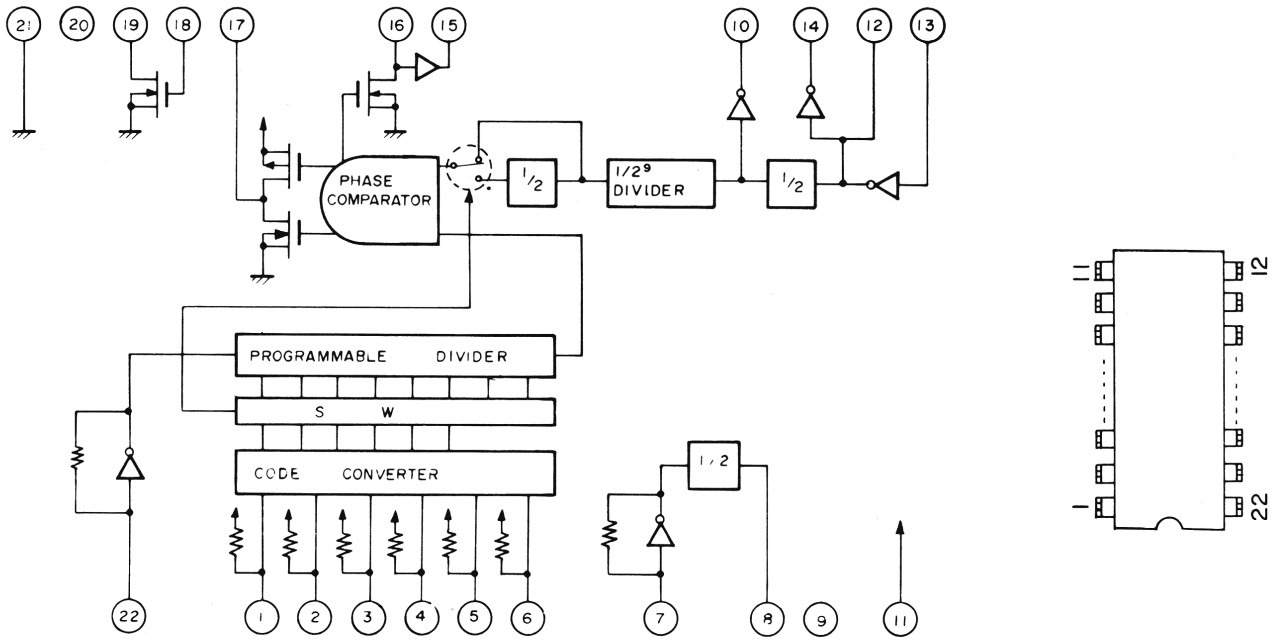 21 20 19 18 17 16 15 10 14 12 13
PHASE
COMPARATOR
1/2
1/2⁹
DIVIDER
1/2
PROGRAMMABLE DIVIDER
S W
CODE CONVERTER
1/2
22 1 2 3 4 5 6 7 8 9 11
11 12
1 22